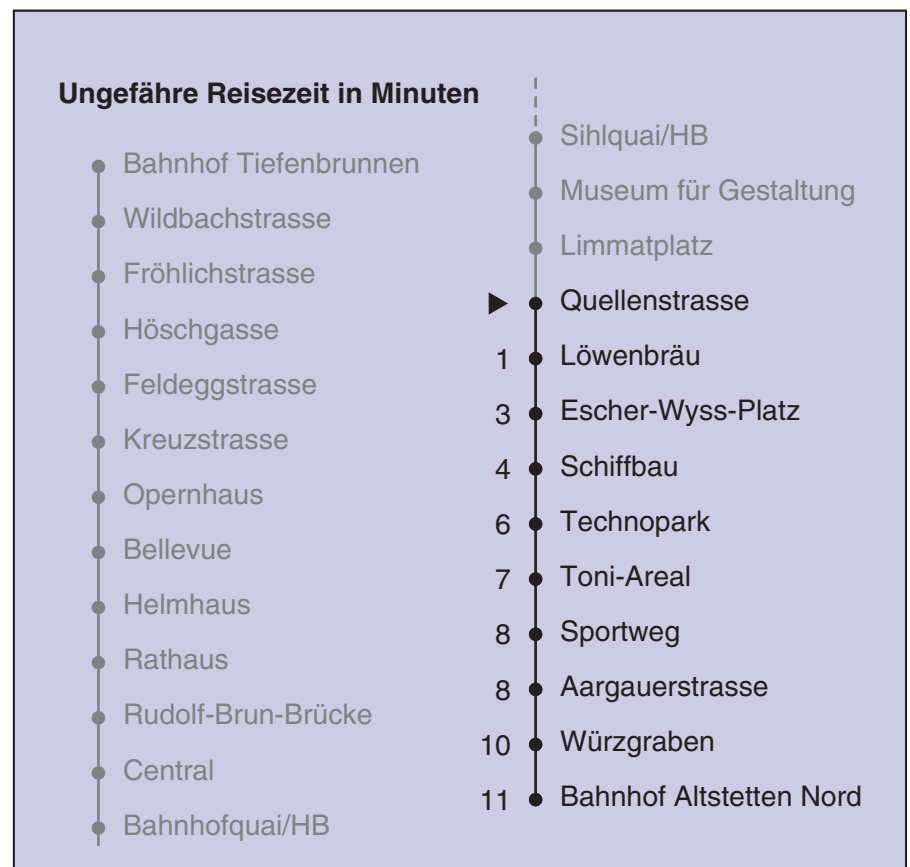 Ungefähre Reisezeit in Minuten
Bahnhof Tiefenbrunnen
Wildbachstrasse
Fröhlichstrasse
Höschgasse
Feldeggstrasse
Kreuzstrasse
Opernhaus
Bellevue
Helmhaus
Rathaus
Rudolf-Brun-Brücke
Central
Bahnhofquai/HB
Sihlquai/HB
Museum für Gestaltung
Limmatplatz
Quellenstrasse
1 Löwenbräu
3 Escher-Wyss-Platz
4 Schiffbau
6 Technopark
7 Toni-Areal
8 Sportweg
8 Aargauerstrasse
10 Würzgraben
11 Bahnhof Altstetten Nord